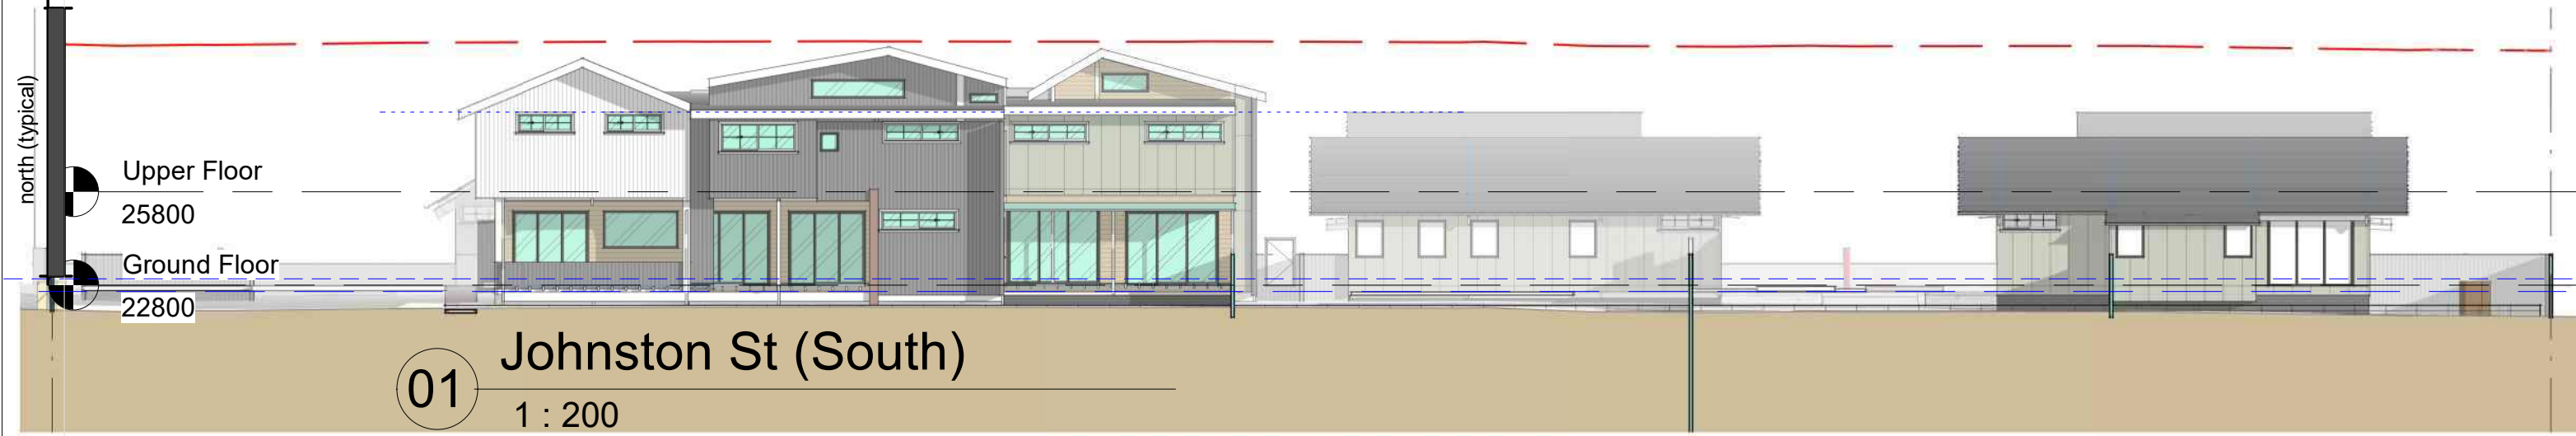 north (typical)
Upper Floor
25800
Ground Floor
22800
01
Johnston St (South)
1 : 200